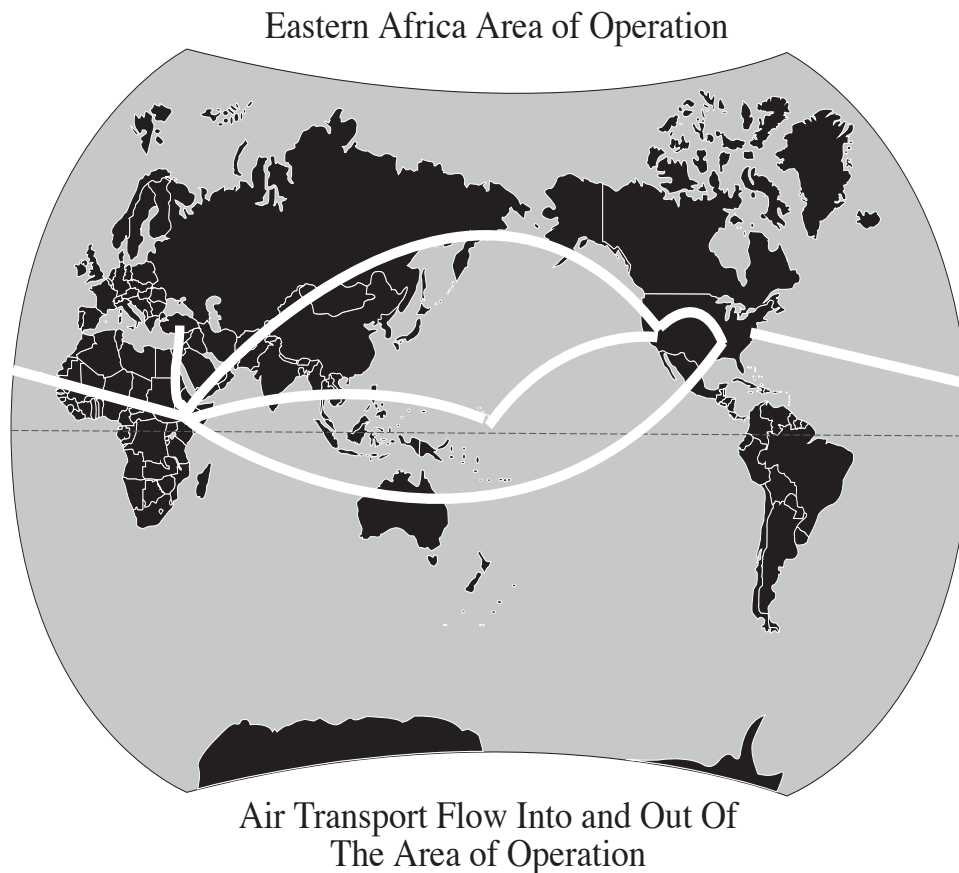 Eastern Africa Area of Operation
Air Transport Flow Into and Out Of
The Area of Operation